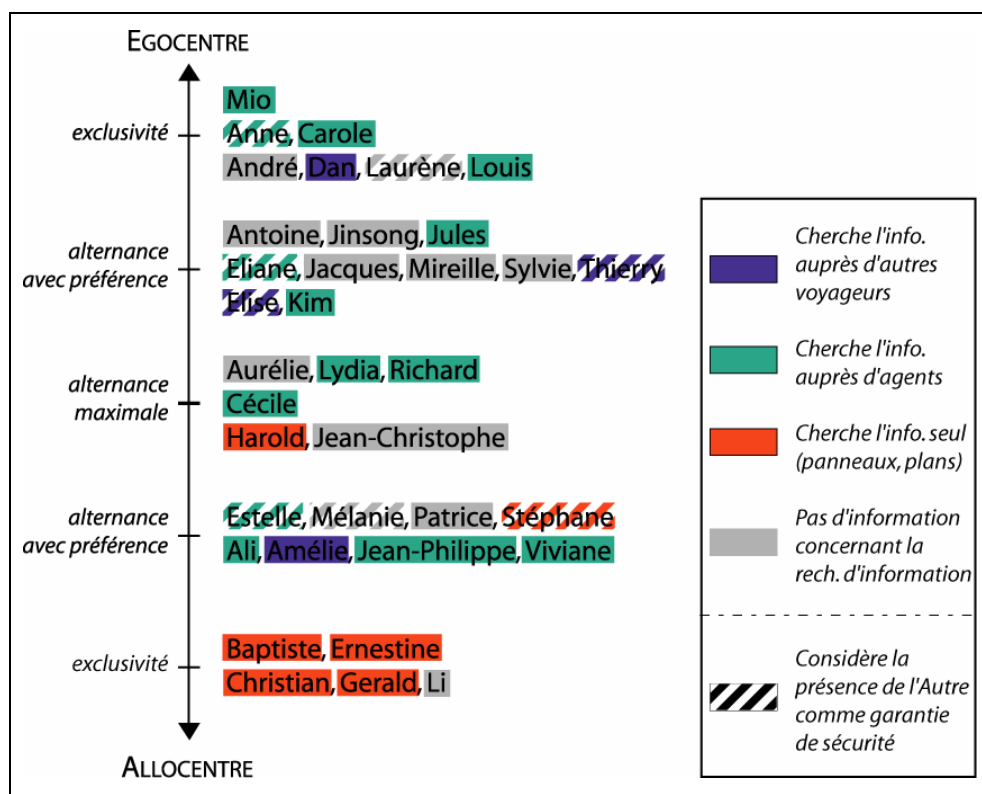 EGOCENTRE
exclusivité
Mio
Anne, Carole
André, Dan, Laurène, Louis
alternance
avec préférence
Antoine, Jinsong, Jules
Eliane, Jacques, Mireille, Sylvie, Thierry
Elise, Kim
alternance
maximale
Aurélie, Lydia, Richard
Cécile
Harold, Jean-Christophe
alternance
avec préférence
Estelle, Mélanie, Patrice, Stéphane
Ali, Amélie, Jean-Philippe, Viviane
exclusivité
Baptiste, Ernestine
Christian, Gerald, Li
ALLOCENTRE
Cherche l'info.
auprès d'autres
voyageurs
Cherche l'info.
auprès d'agents
Cherche l'info. seul
(panneaux, plans)
Pas d'information
concernant la
rech. d'information
Considère la
présence de l'Autre
comme garantie
de sécurité